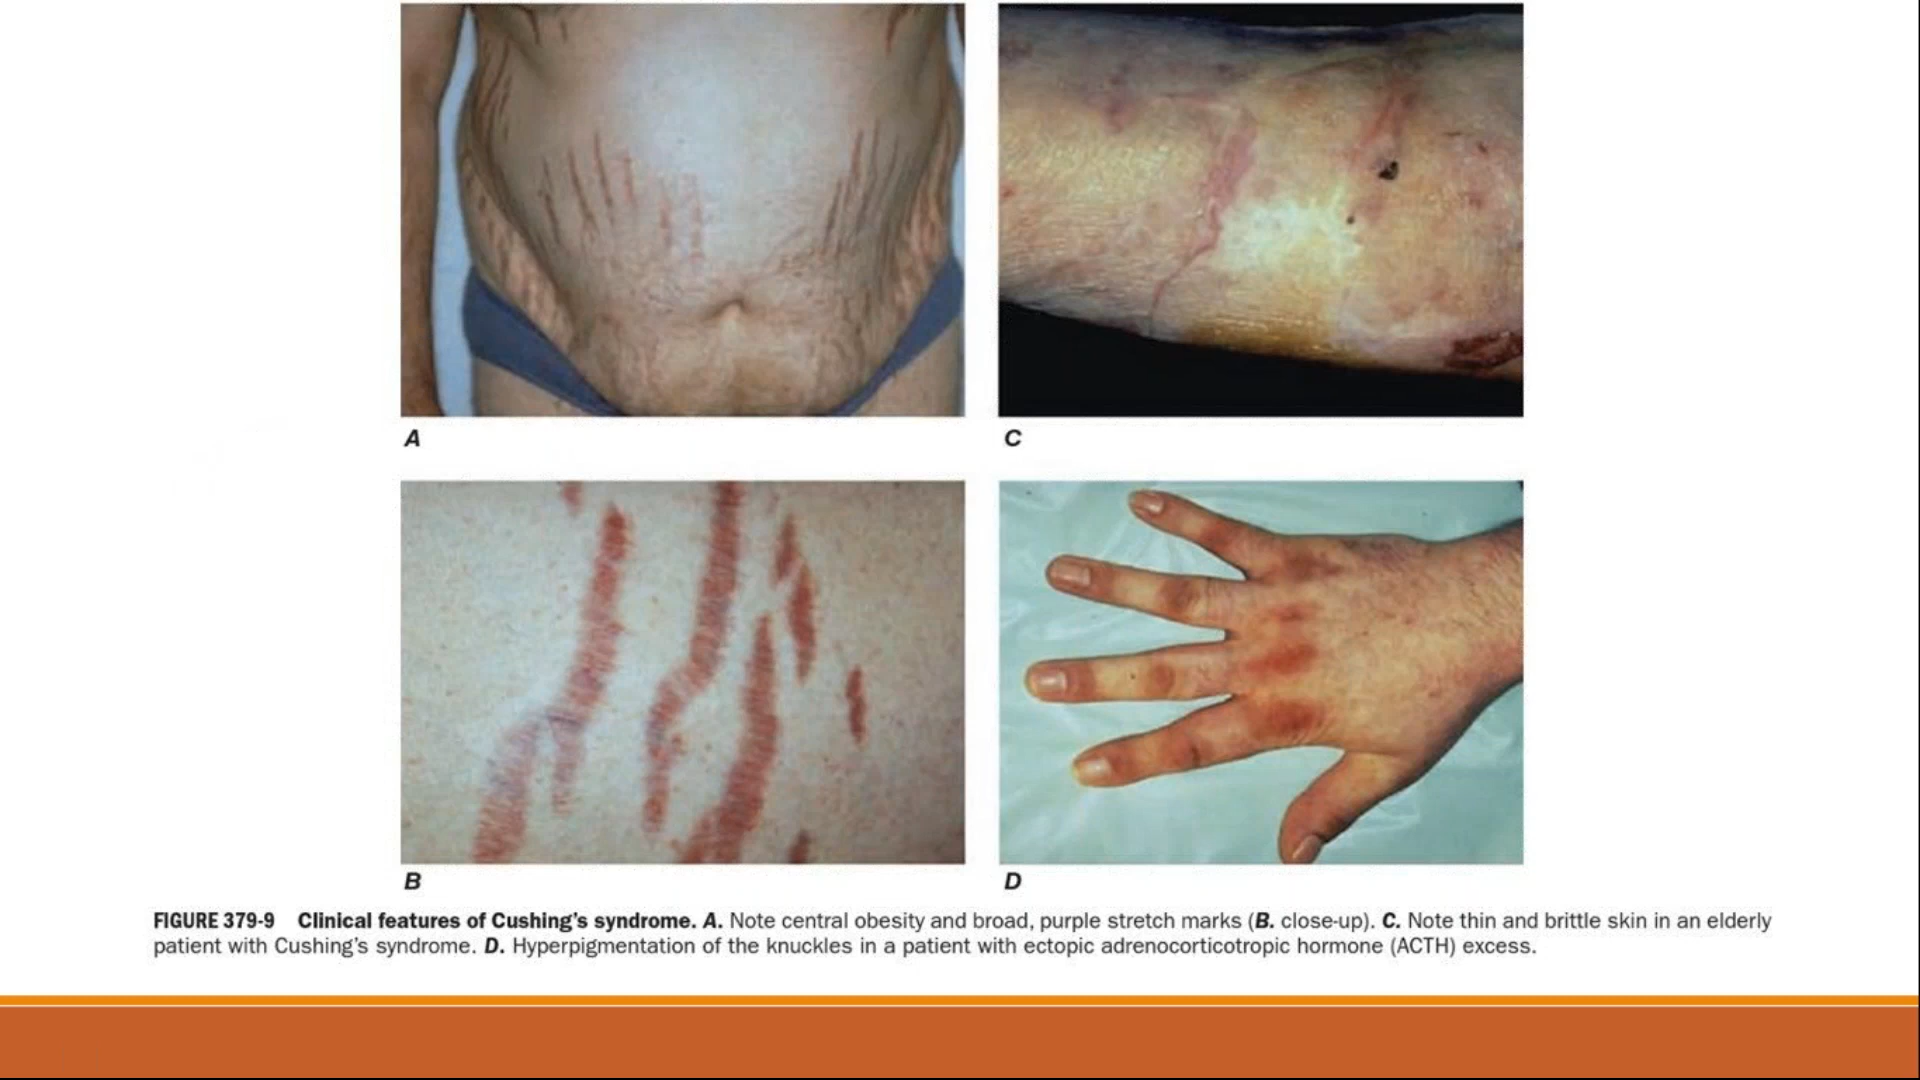 A
C
B
D
FIGURE 379-9 Clinical features of Cushing's syndrome. A. Note central obesity and broad, purple stretch marks (B. close-up). C. Note thin and brittle skin in an elderly
patient with Cushing's syndrome. D. Hyperpigmentation of the knuckles in a patient with ectopic adrenocorticotropic hormone (ACTH) excess.